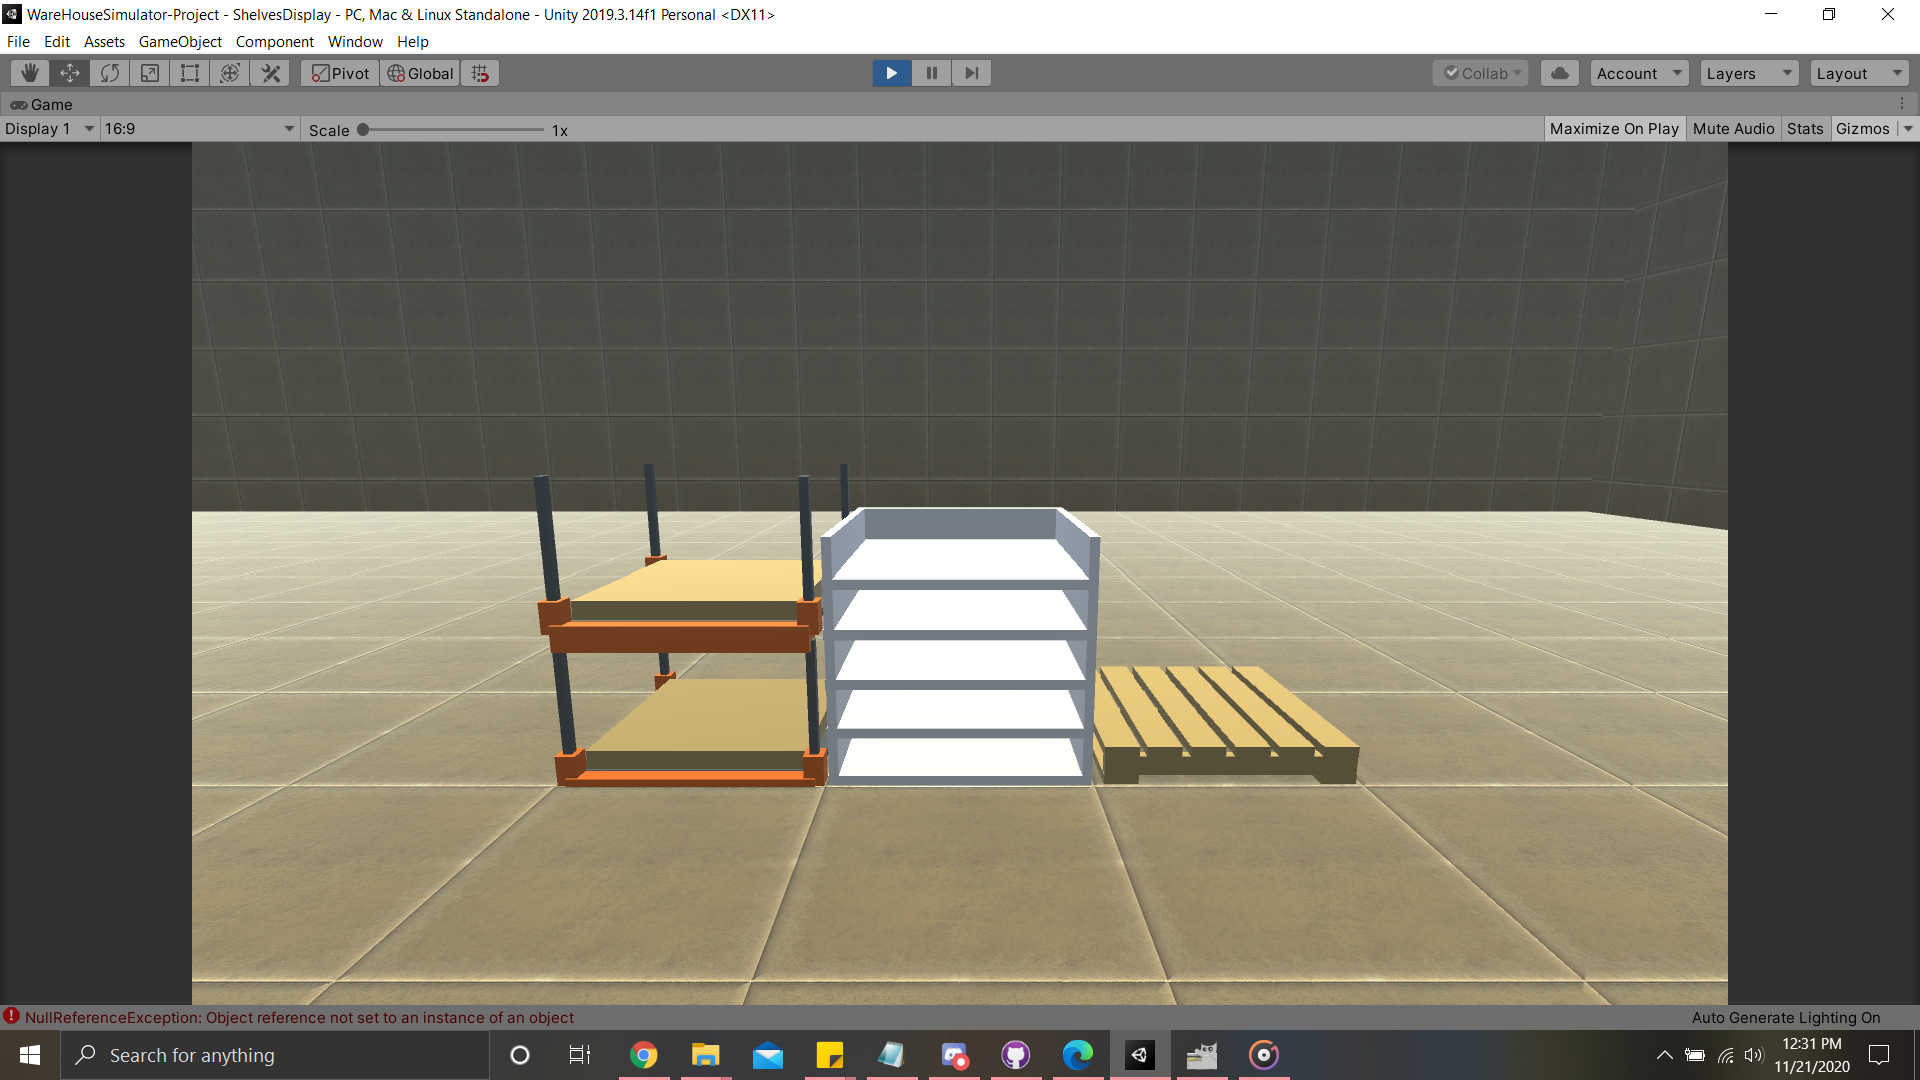 WareHouseSimulator-Project - ShelvesDisplay - PC, Mac & Linux Standalone - Unity 2019.3.14f1 Personal <DX11>
File Edit Assets GameObject Component Window Help
Pivot Global Collab Account Layers Layout
Game
Display 1 16:9 Scale 1x Maximize On Play Mute Audio Stats Gizmos
NullReferenceException: Object reference not set to an instance of an object Auto Generate Lighting On
Search for anything
12:31 PM
11/21/2020